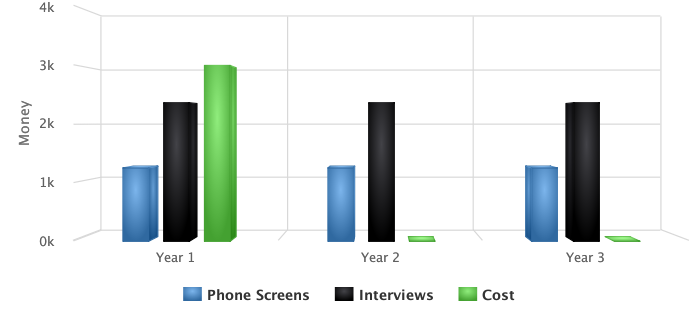 4k
3k
2k
1k
0k
Money
Year 1 Year 2 Year 3
Phone Screens Interviews Cost